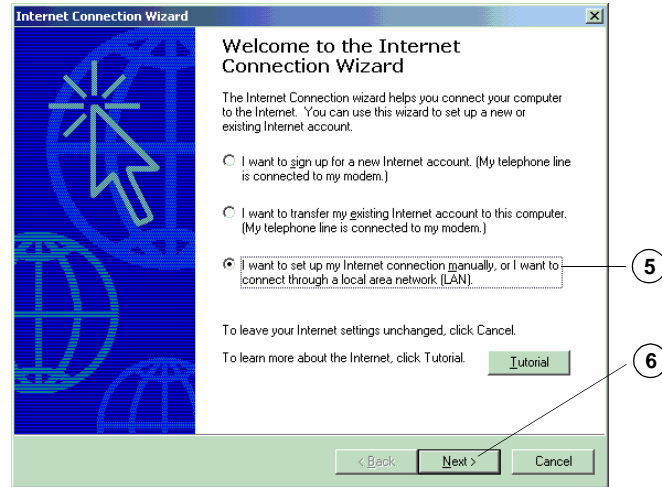 Internet Connection Wizard
Welcome to the Internet
Connection Wizard
The Internet Connection wizard helps you connect your computer
to the Internet. You can use this wizard to set up a new or
existing Internet account.
I want to sign up for a new Internet account. (My telephone line
is connected to my modem.)
I want to transfer my existing Internet account to this computer.
(My telephone line is connected to my modem.)
I want to set up my Internet connection manually, or I want to
connect through a local area network (LAN).
5
To leave your Internet settings unchanged, click Cancel.
To learn more about the Internet, click Tutorial.
Tutorial
6
< Back
Next >
Cancel